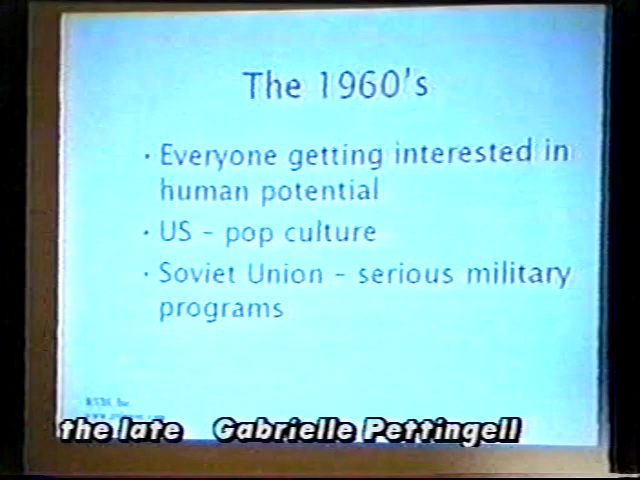 The 1960's
· Everyone getting interested in
human potential
· US - pop culture
· Soviet Union - serious military
programs
the late Gabrielle Pettingell